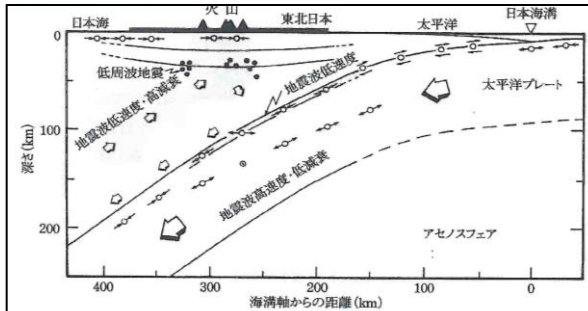 火 山
日本海
東北日本
太平洋
日本海溝
0
低周波地震
地震波低速度
太平洋プレート
地震波低速度・高減衰
100
深さ(km)
地震波高速度・低減衰
200
アセノスフェア
400
300
200
100
0
海溝軸からの距離(km)